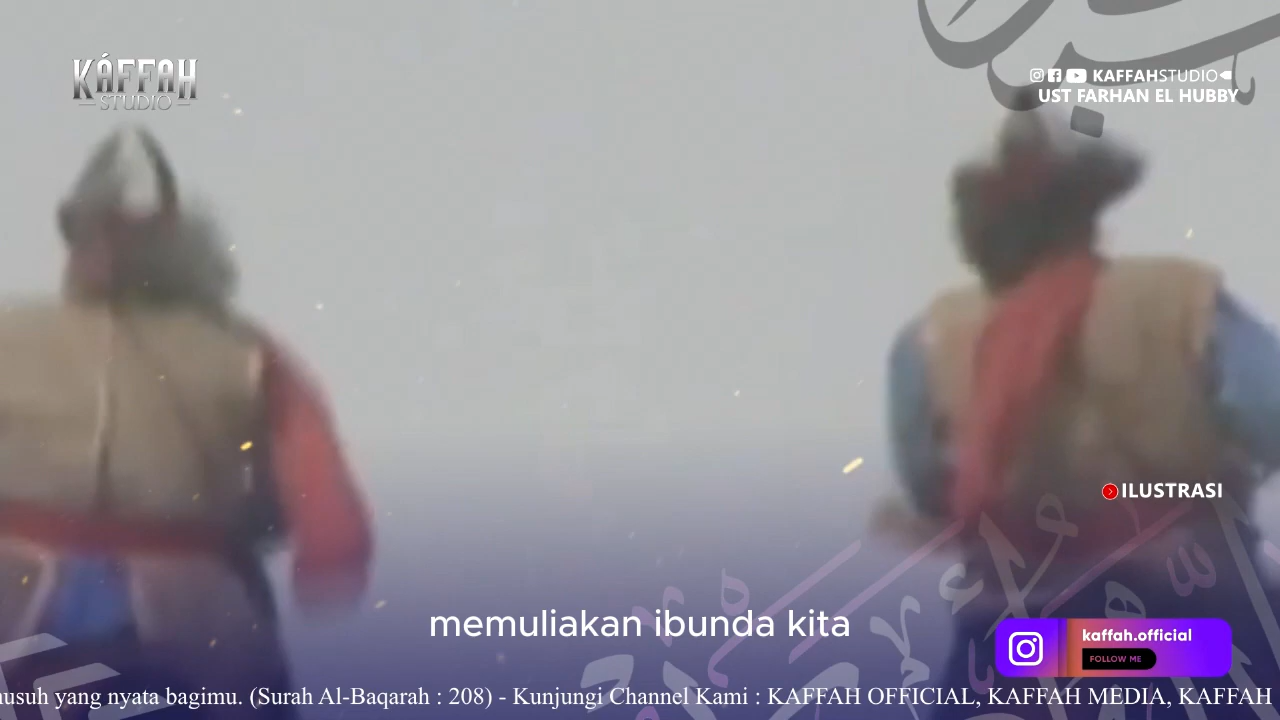 KÁFFAH
STUDIO
KAFFAHSTUDIO
UST FARHAN EL HUBBY
ILUSTRASI
memuliakan ibunda kita
kaffah.official
FOLLOW ME
nusuh yang nyata bagimu. (Surah Al-Baqarah : 208) - Kunjungi Channel Kami : KAFFAH OFFICIAL, KAFFAH MEDIA, KAFFAH